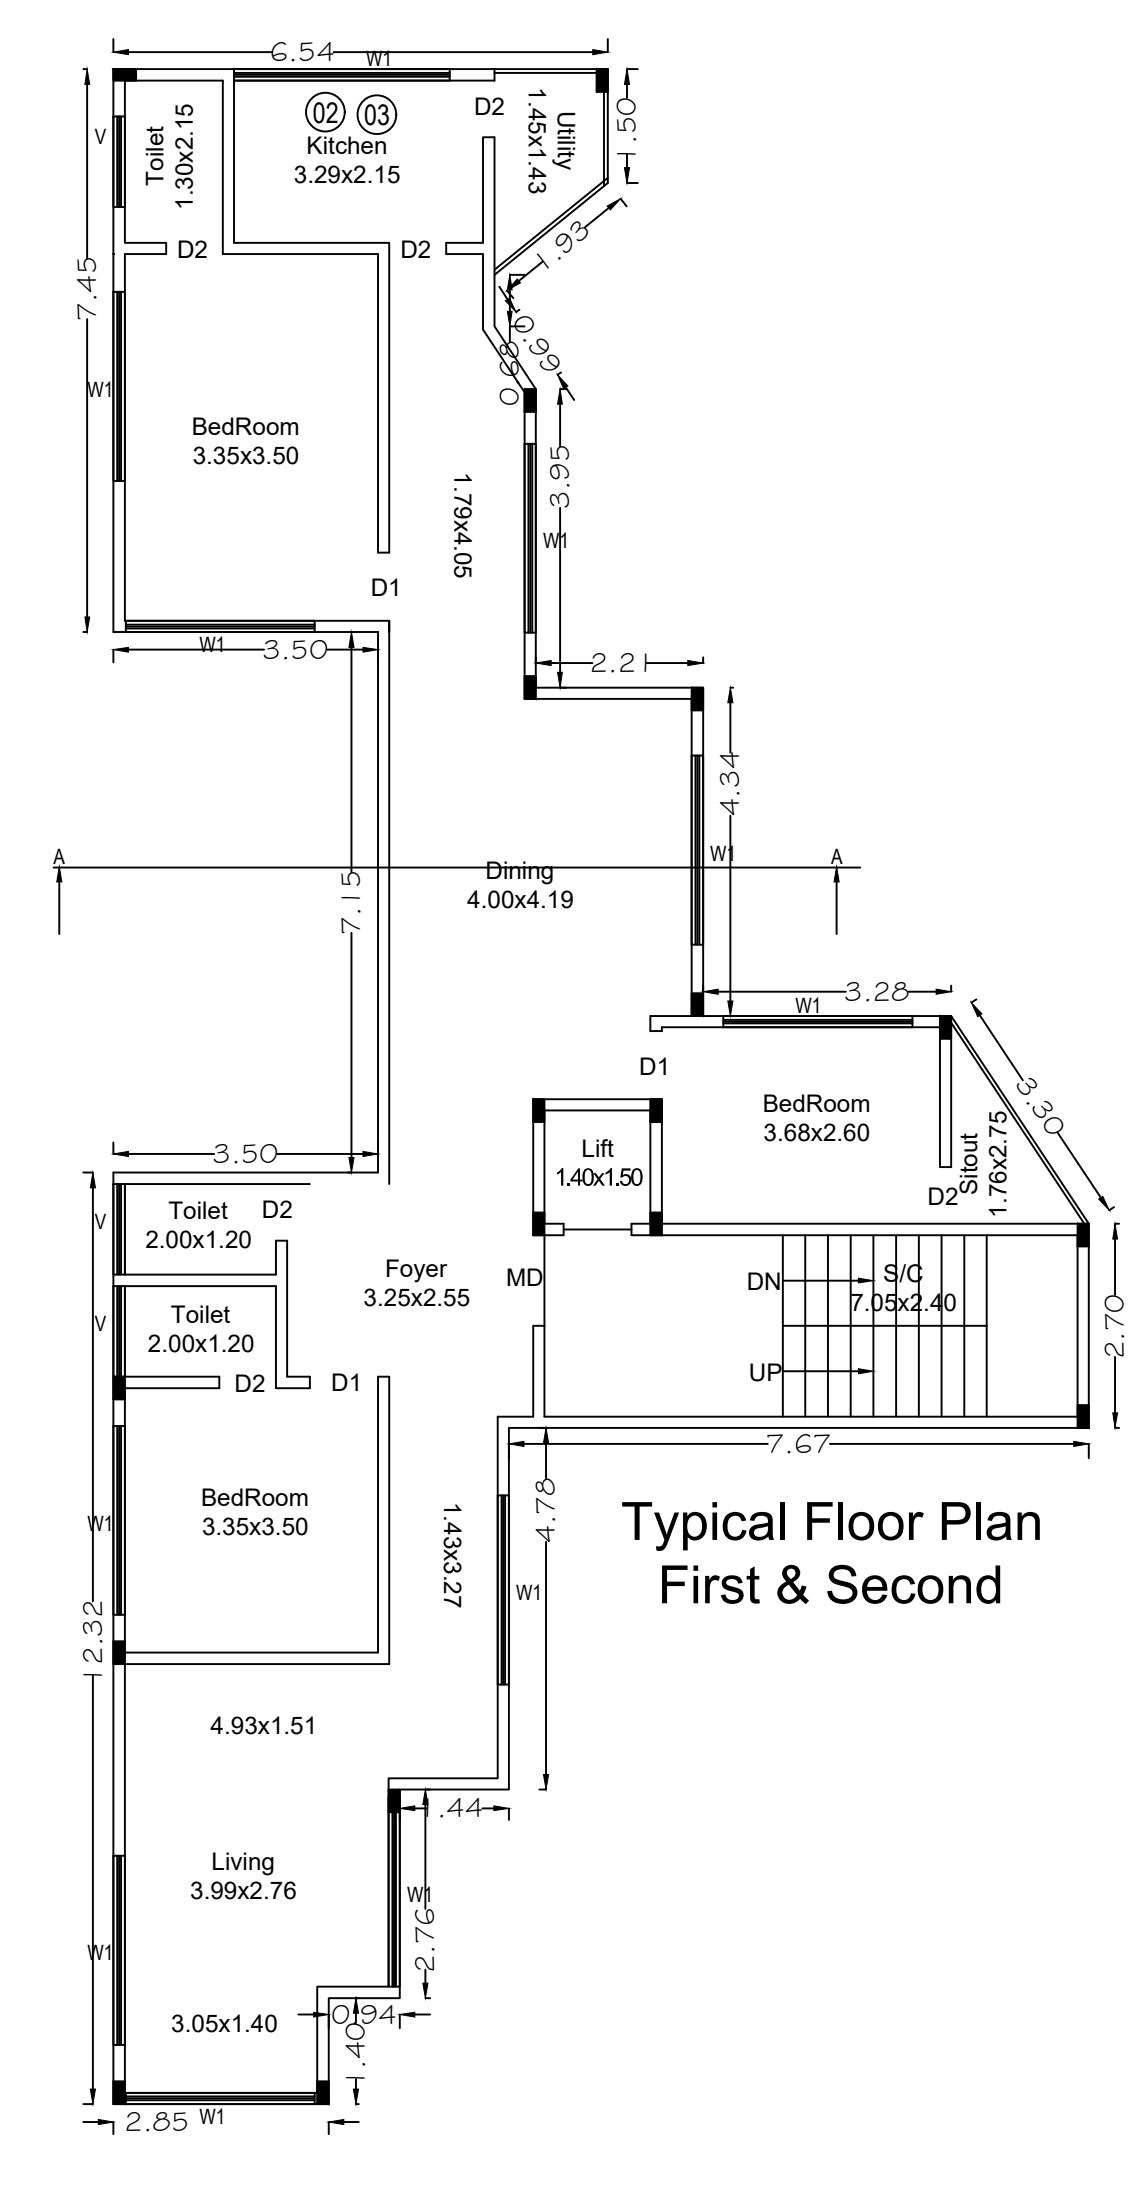 6.54
W1
02 03
D2
Kitchen
3.29x2.15
Toilet
1.30x2.15
Utility
1.45x1.43
1.50
V
D2
D2
1.93
7.45
0.99
0.68
W1
BedRoom
3.35x3.50
3.95
1.79x4.05
W1
D1
W1
3.50
2.21
4.34
W1
A
A
Dining
4.00x4.19
7.15
3.28
W1
D1
BedRoom
3.68x2.60
3.30
Lift
1.40x1.50
Sitout
1.76x2.75
D2
3.50
V
Toilet
2.00x1.20
D2
Foyer
3.25x2.55
MD
DN
S/C
7.05x2.40
UP
2.70
V
Toilet
2.00x1.20
D2
D1
7.67
BedRoom
3.35x3.50
W1
4.78
1.43x3.27
W1
Typical Floor Plan
First & Second
12.32
4.93x1.51
1.44
Living
3.99x2.76
W1
2.76
W1
0.94
3.05x1.40
1.40
2.85
W1